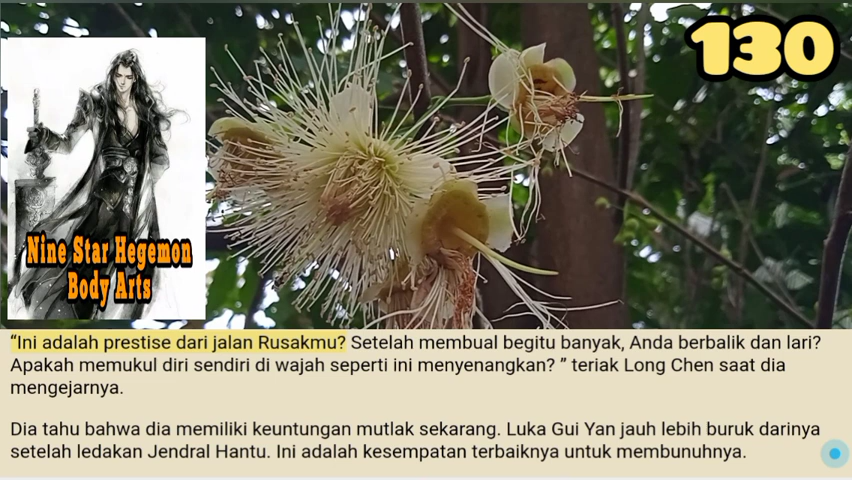 130
Nine Star Hegemon
Body Arts
“Ini adalah prestise dari jalan Rusakmu? Setelah membual begitu banyak, Anda berbalik dan lari?
Apakah memukul diri sendiri di wajah seperti ini menyenangkan? ” teriak Long Chen saat dia
mengejarnya.
Dia tahu bahwa dia memiliki keuntungan mutlak sekarang. Luka Gui Yan jauh lebih buruk darinya
setelah ledakan Jendral Hantu. Ini adalah kesempatan terbaiknya untuk membunuhnya.